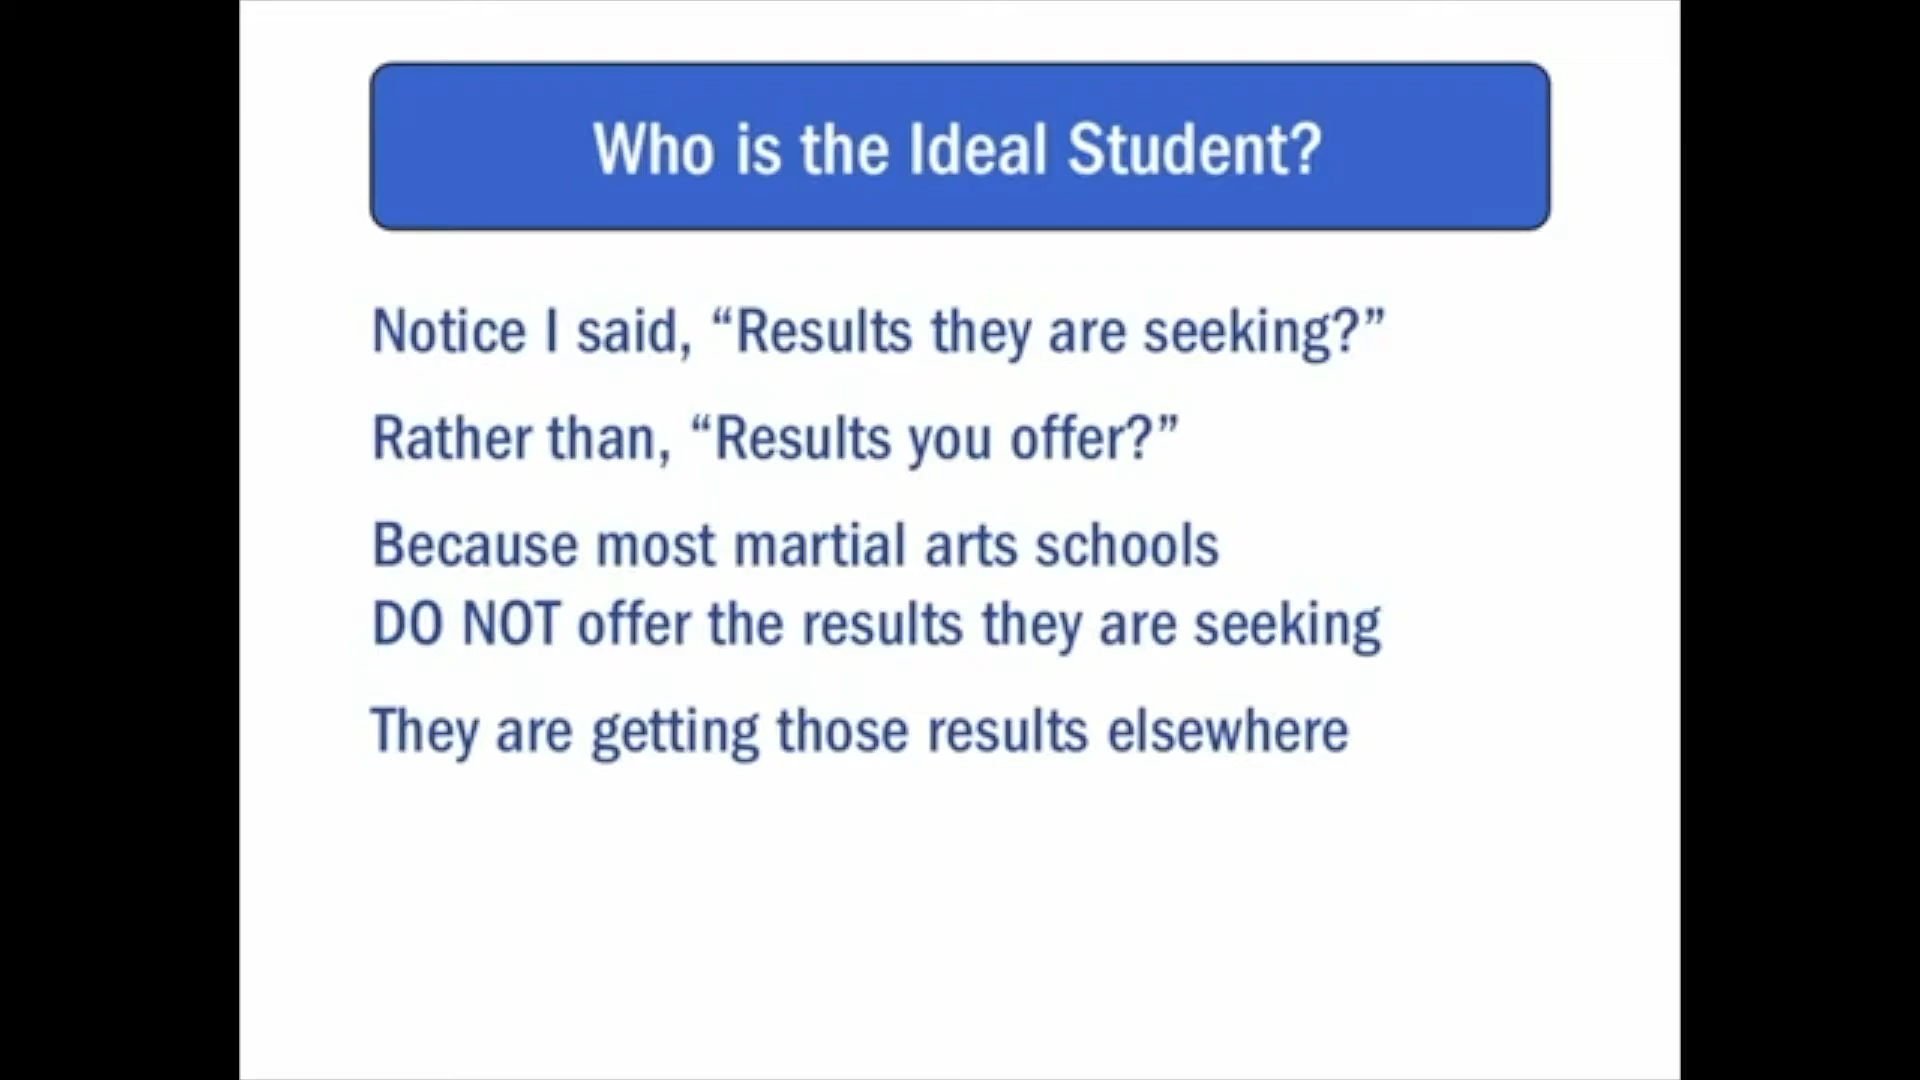 Who is the Ideal Student?
Notice I said, “Results they are seeking?”
Rather than, “Results you offer?”
Because most martial arts schools
DO NOT offer the results they are seeking
They are getting those results elsewhere